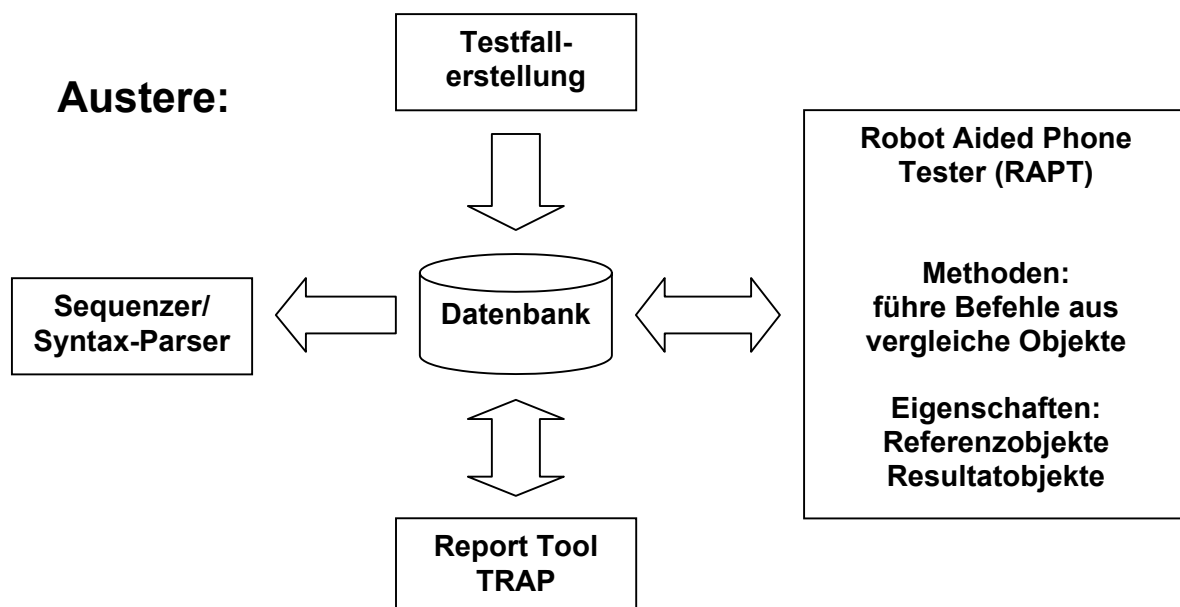 Testfall-
erstellung
Austere:
Robot Aided Phone
Tester (RAPT)
Methoden:
führe Befehle aus
vergleiche Objekte
Eigenschaften:
Referenzobjekte
Resultatobjekte
Sequenzer/
Syntax-Parser
Datenbank
Report Tool
TRAP